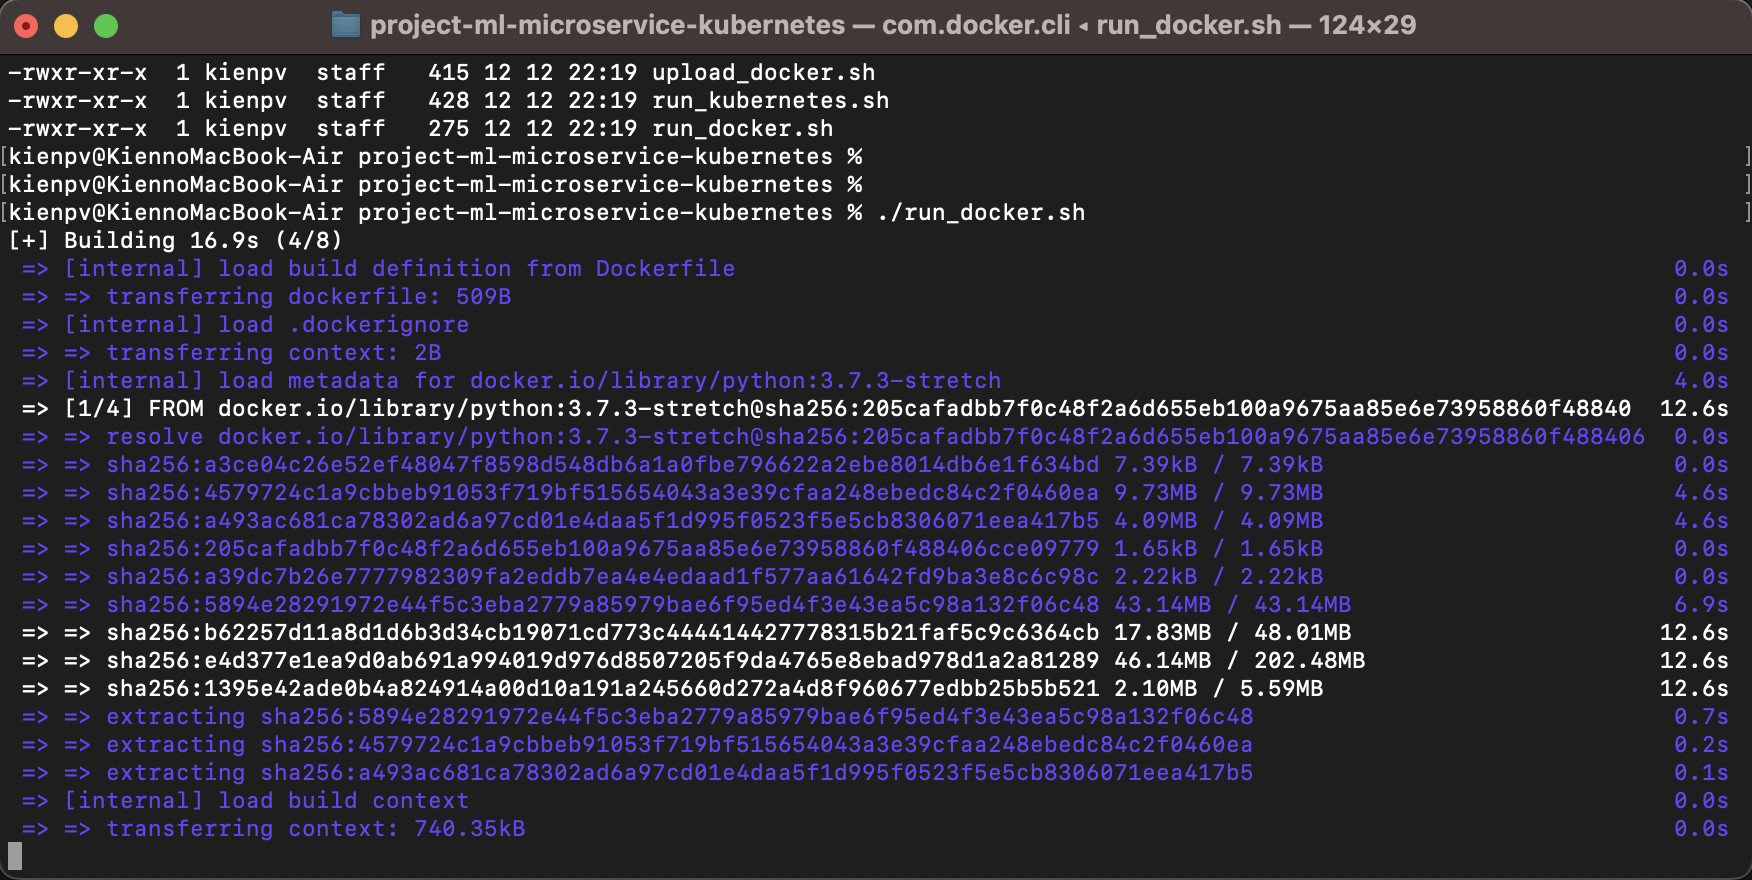 project-ml-microservice-kubernetes — com.docker.cli ◂ run_docker.sh — 124×29
-rwxr-xr-x  1 kienpv  staff   415 12 12 22:19 upload_docker.sh
-rwxr-xr-x  1 kienpv  staff   428 12 12 22:19 run_kubernetes.sh
-rwxr-xr-x  1 kienpv  staff   275 12 12 22:19 run_docker.sh
[kienpv@KiennoMacBook-Air project-ml-microservice-kubernetes % ]
[kienpv@KiennoMacBook-Air project-ml-microservice-kubernetes % ]
[kienpv@KiennoMacBook-Air project-ml-microservice-kubernetes % ./run_docker.sh ]
[+] Building 16.9s (4/8)
 => [internal] load build definition from Dockerfile 0.0s
 => => transferring dockerfile: 509B 0.0s
 => [internal] load .dockerignore 0.0s
 => => transferring context: 2B 0.0s
 => [internal] load metadata for docker.io/library/python:3.7.3-stretch 4.0s
 => [1/4] FROM docker.io/library/python:3.7.3-stretch@sha256:205cafadbb7f0c48f2a6d655eb100a9675aa85e6e73958860f48840 12.6s
 => => resolve docker.io/library/python:3.7.3-stretch@sha256:205cafadbb7f0c48f2a6d655eb100a9675aa85e6e73958860f488406 0.0s
 => => sha256:a3ce04c26e52ef48047f8598d548db6a1a0fbe796622a2ebe8014db6e1f634bd 7.39kB / 7.39kB 0.0s
 => => sha256:4579724c1a9cbbeb91053f719bf515654043a3e39cfaa248ebedc84c2f0460ea 9.73MB / 9.73MB 4.6s
 => => sha256:a493ac681ca78302ad6a97cd01e4daa5f1d995f0523f5e5cb8306071eea417b5 4.09MB / 4.09MB 4.6s
 => => sha256:205cafadbb7f0c48f2a6d655eb100a9675aa85e6e73958860f488406cce09779 1.65kB / 1.65kB 0.0s
 => => sha256:a39dc7b26e7777982309fa2eddb7ea4e4edaad1f577aa61642fd9ba3e8c6c98c 2.22kB / 2.22kB 0.0s
 => => sha256:5894e28291972e44f5c3eba2779a85979bae6f95ed4f3e43ea5c98a132f06c48 43.14MB / 43.14MB 6.9s
 => => sha256:b62257d11a8d1d6b3d34cb19071cd773c444414427778315b21faf5c9c6364cb 17.83MB / 48.01MB 12.6s
 => => sha256:e4d377e1ea9d0ab691a994019d976d8507205f9da4765e8ebad978d1a2a81289 46.14MB / 202.48MB 12.6s
 => => sha256:1395e42ade0b4a824914a00d10a191a245660d272a4d8f960677edbb25b5b521 2.10MB / 5.59MB 12.6s
 => => extracting sha256:5894e28291972e44f5c3eba2779a85979bae6f95ed4f3e43ea5c98a132f06c48 0.7s
 => => extracting sha256:4579724c1a9cbbeb91053f719bf515654043a3e39cfaa248ebedc84c2f0460ea 0.2s
 => => extracting sha256:a493ac681ca78302ad6a97cd01e4daa5f1d995f0523f5e5cb8306071eea417b5 0.1s
 => [internal] load build context 0.0s
 => => transferring context: 740.35kB 0.0s